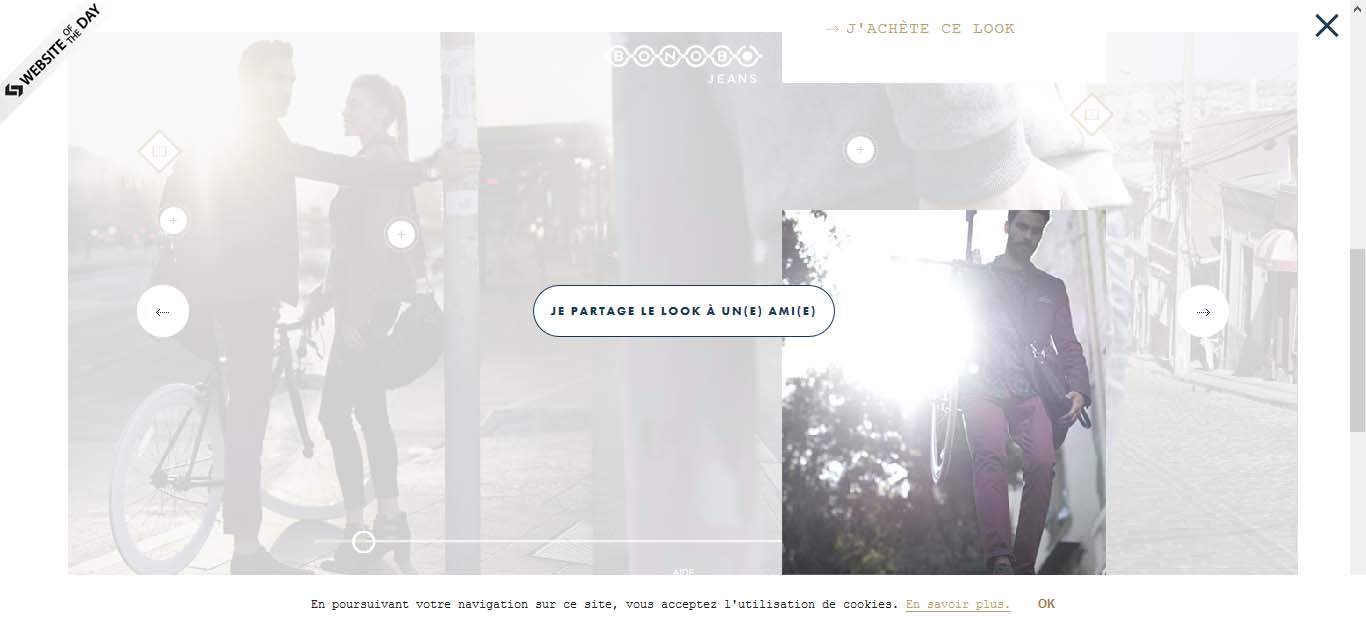 WEBSITE OF THE DAY
J'ACHÈTE CE LOOK
BONOBO
JEANS
JE PARTAGE LE LOOK À UN(E) AMI(E)
AIDE
En poursuivant votre navigation sur ce site, vous acceptez l'utilisation de cookies. En savoir plus. OK